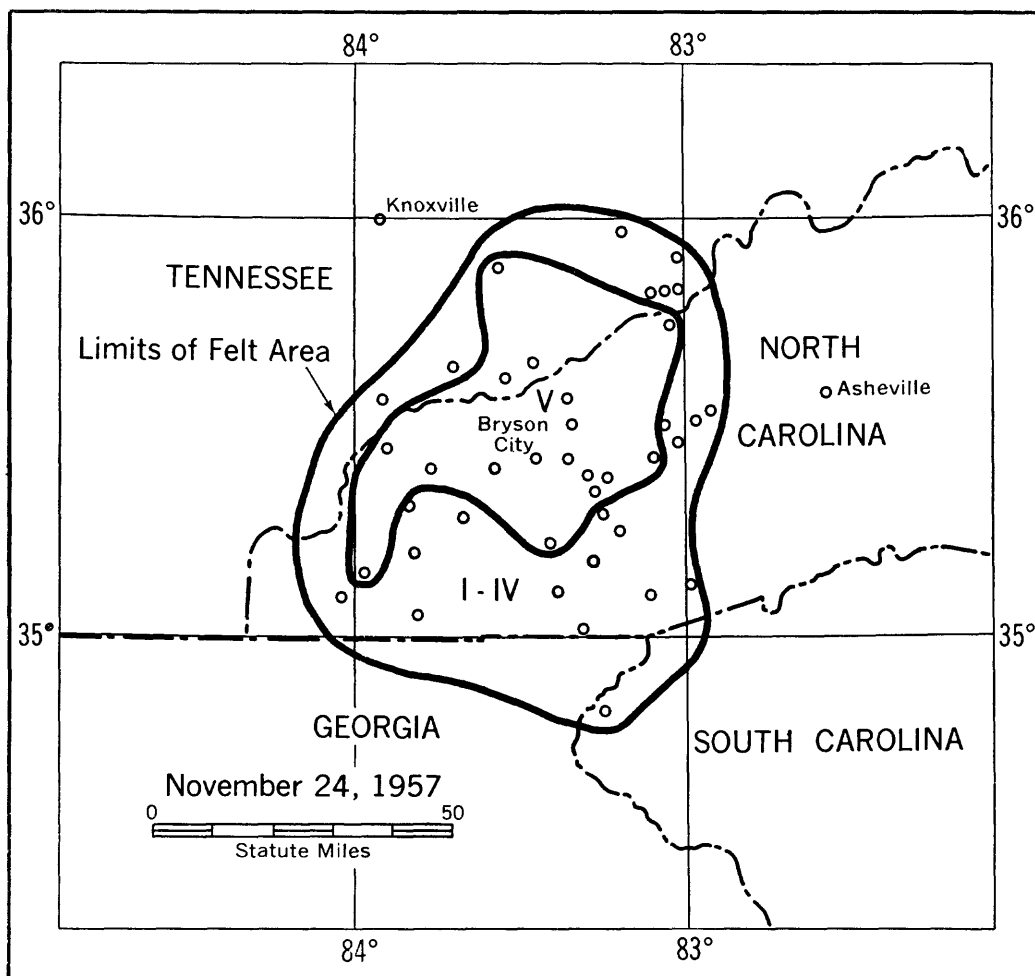 84° 83°
36° 36°
Knoxville
TENNESSEE
Limits of Felt Area
NORTH
Asheville
V
Bryson
City
CAROLINA
I - IV
35° 35°
GEORGIA
SOUTH CAROLINA
November 24, 1957
0 50
Statute Miles
84° 83°